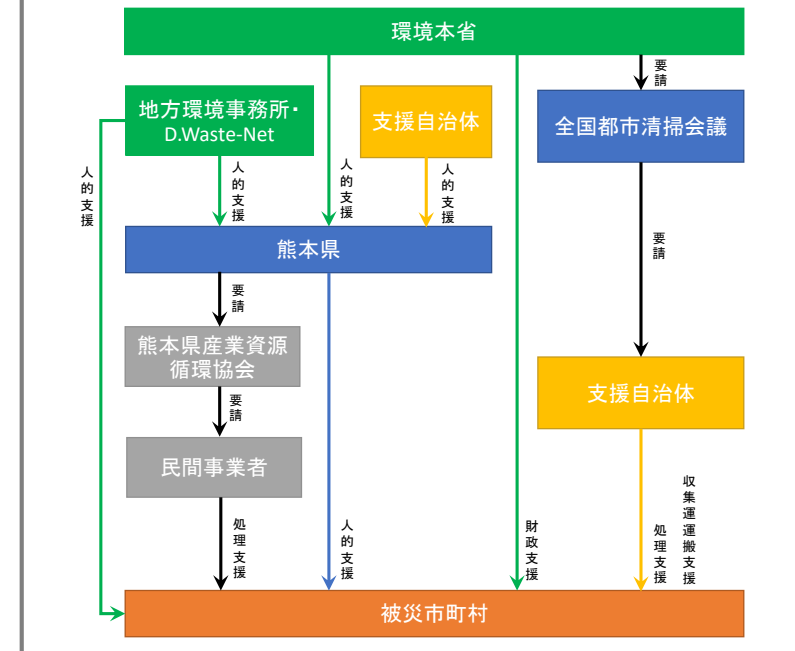 環境本省
要請
地方環境事務所・
D.Waste-Net
支援自治体
全国都市清掃会議
人的支援
人的支援
人的支援
人的支援
熊本県
要請
要請
熊本県産業資源
循環協会
要請
支援自治体
民間事業者
処理支援
人的支援
財政支援
処理支援
収集運運搬支援
被災市町村